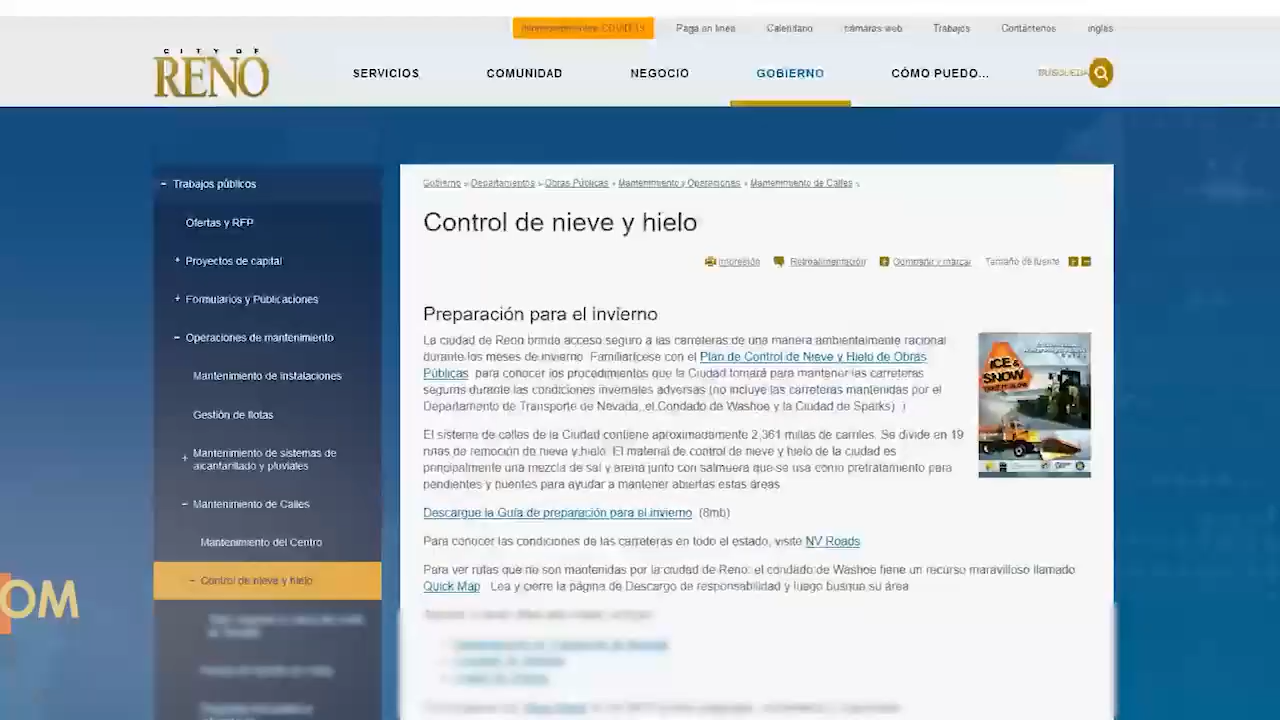 Paga en linea Calendario cámaras web Trabajos Contáctenos inglés
CITY OF
RENO
SERVICIOS COMUNIDAD NEGOCIO GOBIERNO CÓMO PUEDO... BÚSQUEDA
Trabajos públicos
Ofertas y RFP
Proyectos de capital
Formularios y Publicaciones
Operaciones de mantenimiento
Mantenimiento de Instalaciones
Gestión de flotas
Mantenimiento de sistemas de
alcantarillado y pluviales
Mantenimiento de Calles
Mantenimiento del Centro
Control de nieve y hielo
OM
Gobierno » Departamentos » Obras Públicas » Mantenimiento y Operaciones » Mantenimiento de Calles »
Control de nieve y hielo
Impresión Retroalimentación Compartir y marcar Tamaño de fuente
Preparación para el invierno
La ciudad de Reno brinda acceso seguro a las carreteras de una manera ambientalmente racional
durante los meses de invierno. Familiarícese con el Plan de Control de Nieve y Hielo de Obras
Públicas para conocer los procedimientos que la Ciudad tomará para mantener las carreteras
seguras durante las condiciones invernales adversas (no incluye las carreteras mantenidas por el
Departamento de Transporte de Nevada, el Condado de Washoe y la Ciudad de Sparks). )
El sistema de calles de la Ciudad contiene aproximadamente 2,361 millas de carriles. Se divide en 19
rutas de remoción de nieve y hielo. El material de control de nieve y hielo de la ciudad es
principalmente una mezcla de sal y arena junto con salmuera que se usa como pretratamiento para
pendientes y puentes para ayudar a mantener abiertas estas áreas.
Descargue la Guía de preparación para el invierno (8mb)
Para conocer las condiciones de las carreteras en todo el estado, visite NV Roads
Para ver rutas que no son mantenidas por la ciudad de Reno: el condado de Washoe tiene un recurso maravilloso llamado
Quick Map . Lea y cierre la página de Descargo de responsabilidad y luego busque su área
ICE &
SNOW